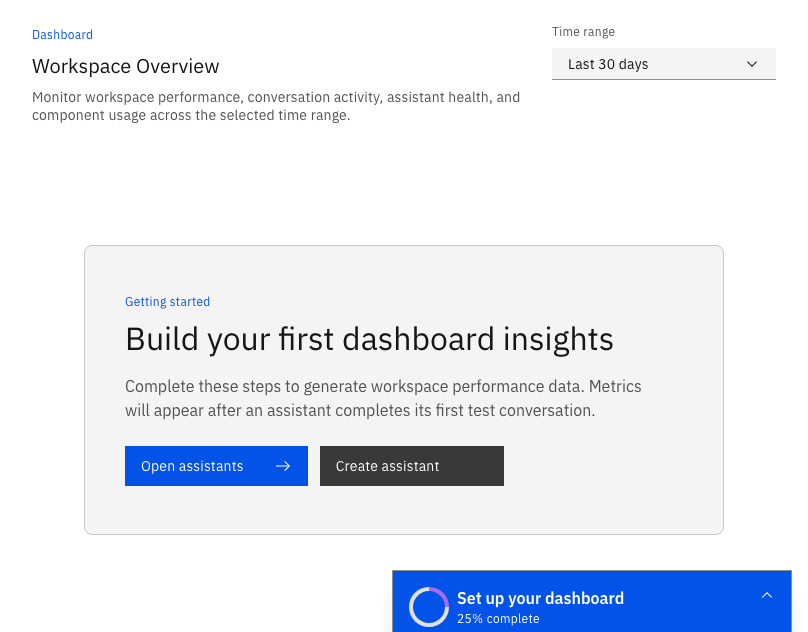 Dashboard
Time range
Workspace Overview
Last 30 days
Monitor workspace performance, conversation activity, assistant health, and
component usage across the selected time range.
Getting started
Build your first dashboard insights
Complete these steps to generate workspace performance data. Metrics
will appear after an assistant completes its first test conversation.
Open assistants
Create assistant
Set up your dashboard
25% complete